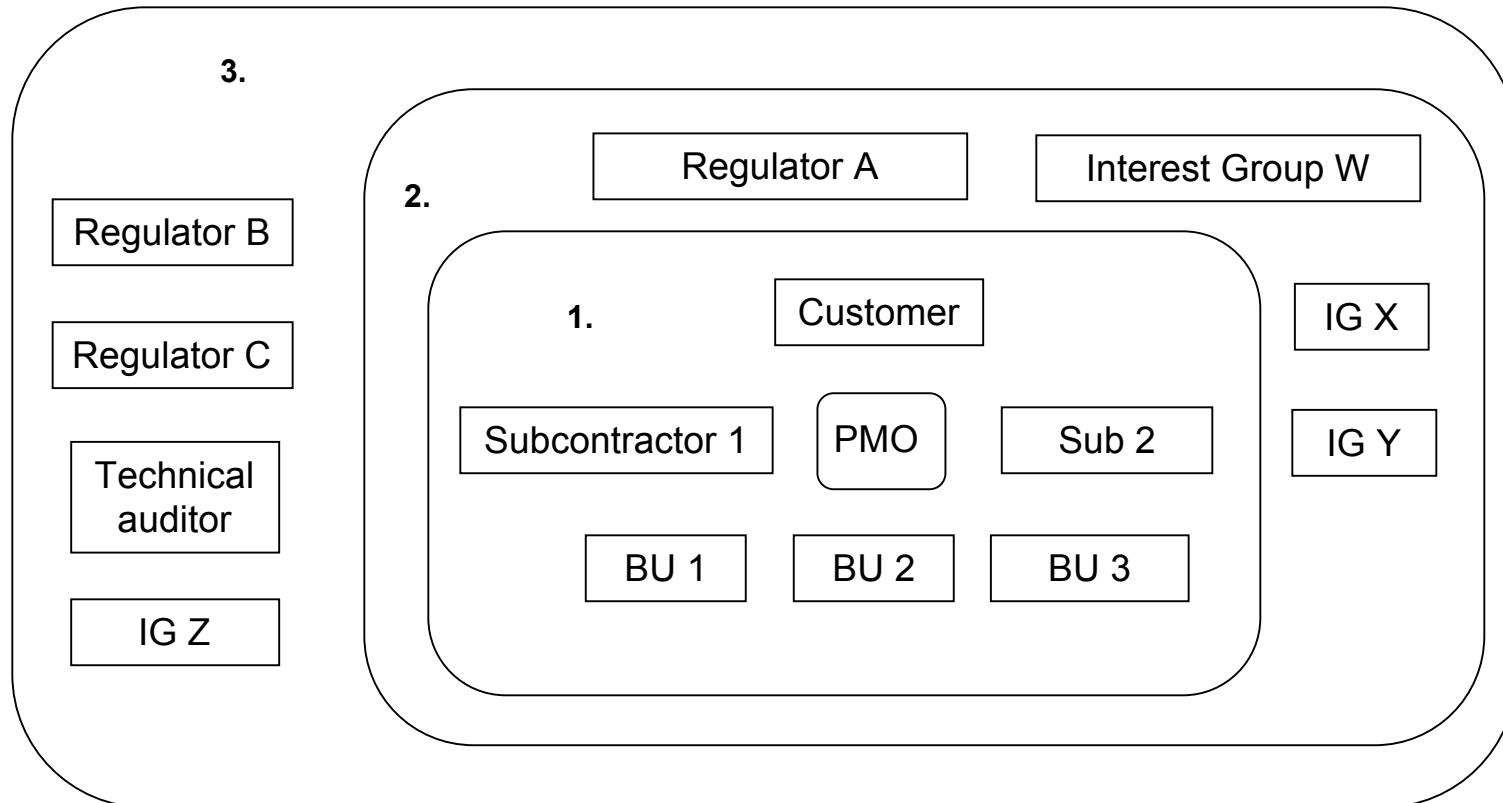 3.
Regulator A
Interest Group W
2.
Regulator B
Customer
IG X
1.
Regulator C
Subcontractor 1
PMO
Sub 2
IG Y
Technical
auditor
BU 1
BU 2
BU 3
IG Z